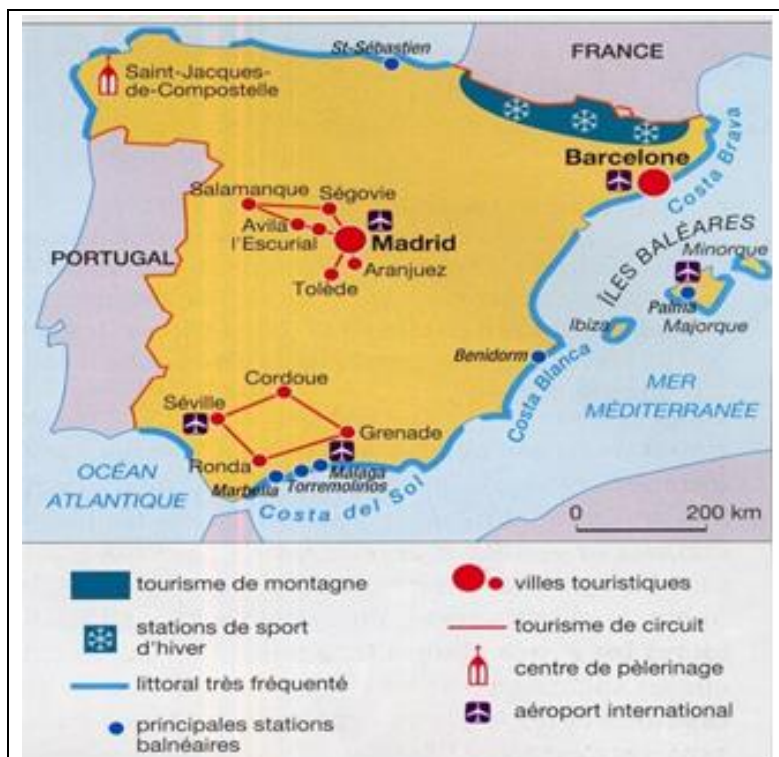 St-Sébastien
FRANCE
Saint-Jacques-
de-Compostelle
Barcelone
Costa Brava
Salamanque
Ségovie
Avila
l'Escurial
Madrid
PORTUGAL
Aranjuez
Tolède
ÎLES BALÉARES
Minorque
Palma
Majorque
Ibiza
Benidorm
Costa Blanca
MER
MÉDITERRANÉE
Cordoue
Séville
Grenade
Ronda
Malaga
Torremolinos
Marbella
Costa del Sol
OCÉAN
ATLANTIQUE
0 200 km
tourisme de montagne
stations de sport
d'hiver
littoral très fréquenté
principales stations
balnéaires
villes touristiques
tourisme de circuit
centre de pèlerinage
aéroport international